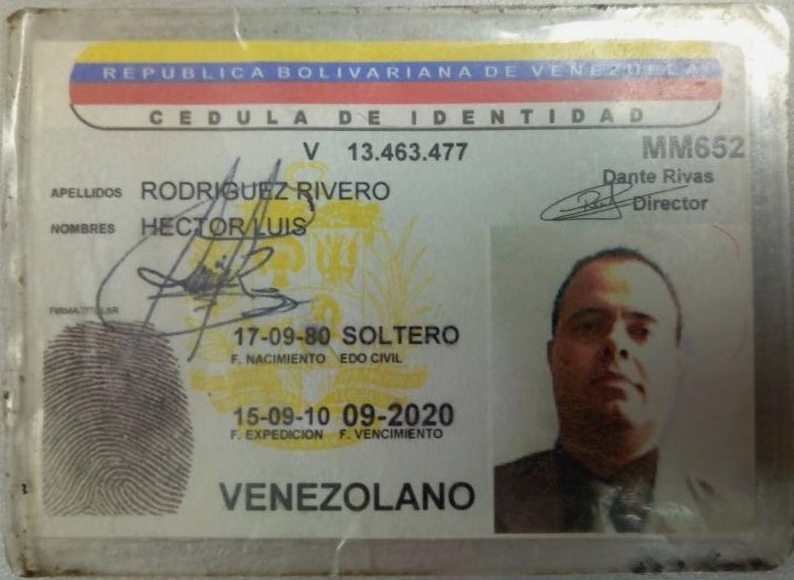 REPUBLICA BOLIVARIANA DE VENEZUELA
CEDULA DE IDENTIDAD
V 13.463.477 MM652
Dante Rivas
Director
APELLIDOS RODRIGUEZ RIVERO
NOMBRES HECTOR LUIS
FIRMA TITULAR
17-09-80 SOLTERO
F. NACIMIENTO EDO CIVIL
15-09-10 09-2020
F. EXPEDICION F. VENCIMIENTO
VENEZOLANO